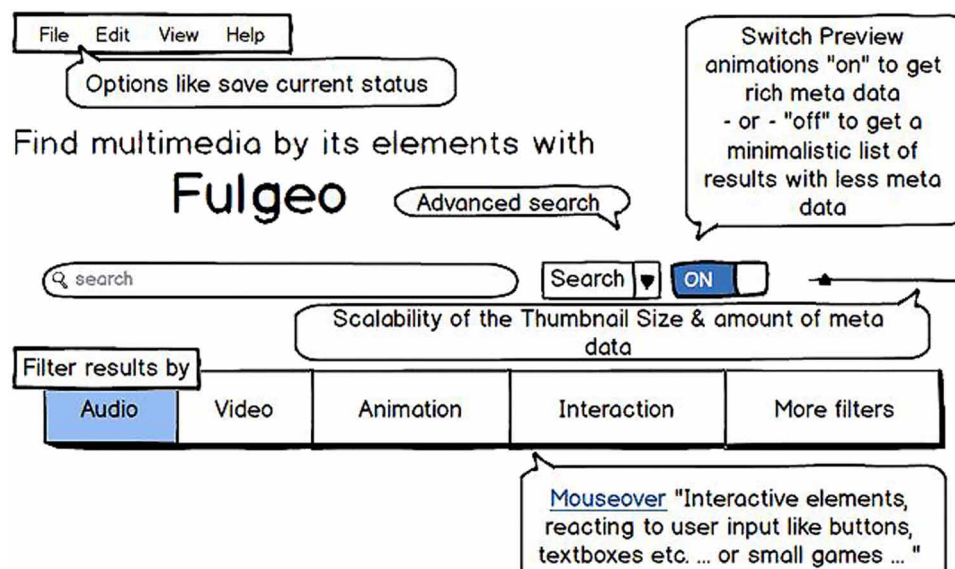 File Edit View Help
Options like save current status
Switch Preview
animations "on" to get
rich meta data
- or - "off" to get a
minimalistic list of
results with less meta
data
Find multimedia by its elements with
Fulgeo
Advanced search
search
Search
ON
Scalability of the Thumbnail Size & amount of meta
data
Filter results by
Audio Video Animation Interaction More filters
Mouseover "Interactive elements,
reacting to user input like buttons,
textboxes etc. ... or small games ... "